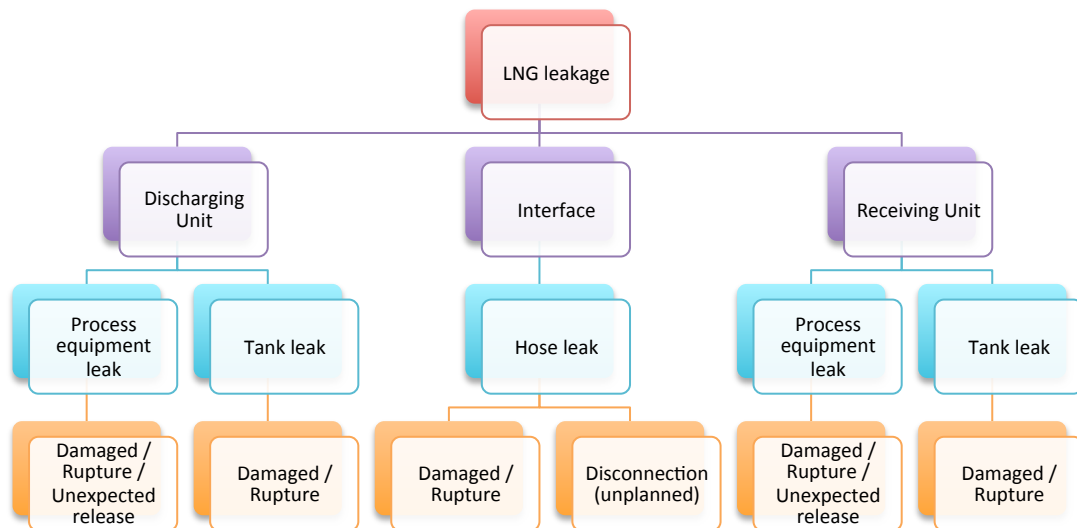 LNG leakage
Discharging
Unit
Interface
Receiving Unit
Process
equipment
leak
Tank leak
Hose leak
Process
equipment
leak
Tank leak
Damaged /
Rupture /
Unexpected
release
Damaged /
Rupture
Damaged /
Rupture
Disconnection
(unplanned)
Damaged /
Rupture /
Unexpected
release
Damaged /
Rupture